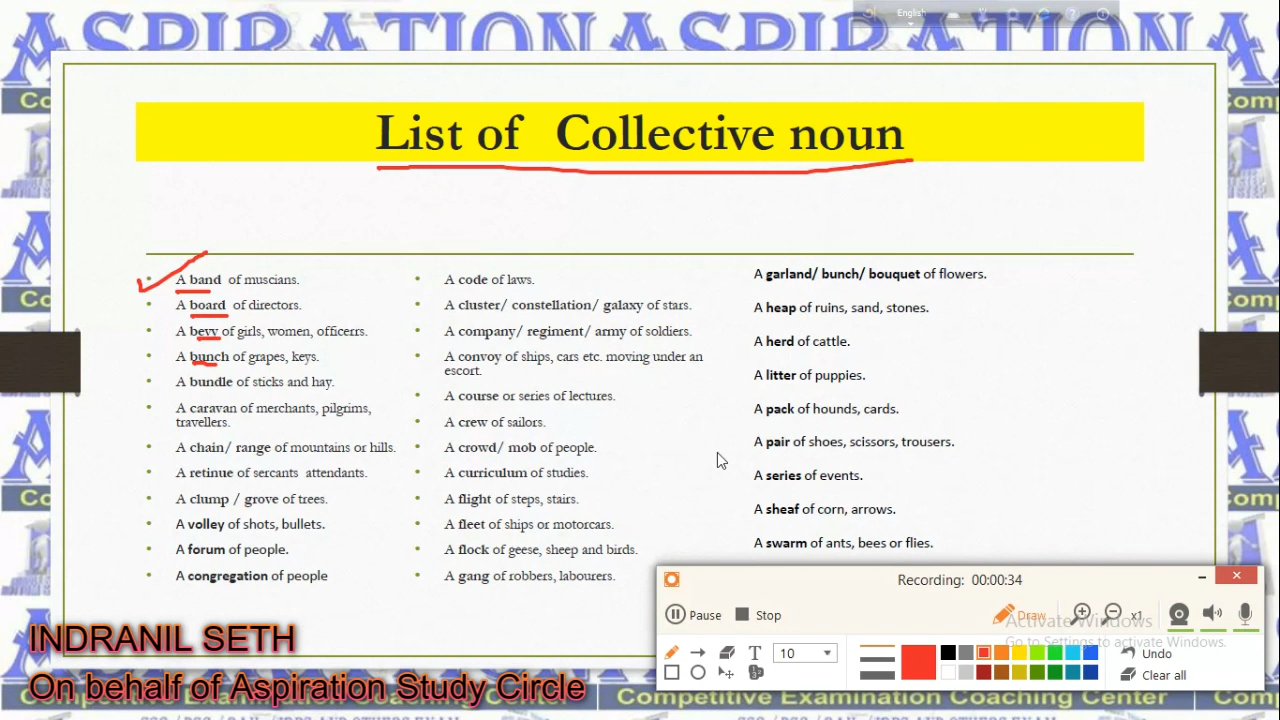 ASPIRATION ASPIRATION
English
List of Collective noun
A band of muscians.
A board of directors.
A bevy of girls, women, officerrs.
A bunch of grapes, keys.
A bundle of sticks and hay.
A caravan of merchants, pilgrims,
travellers.
A chain/ range of mountains or hills.
A retinue of sercants attendants.
A clump / grove of trees.
A volley of shots, bullets.
A forum of people.
A congregation of people
A code of laws.
A cluster/ constellation/ galaxy of stars.
A company/ regiment/ army of soldiers.
A convoy of ships, cars etc. moving under an
escort.
A course or series of lectures.
A crew of sailors.
A crowd/ mob of people.
A curriculum of studies.
A flight of steps, stairs.
A fleet of ships or motorcars.
A flock of geese, sheep and birds.
A gang of robbers, labourers.
A garland/ bunch/ bouquet of flowers.
A heap of ruins, sand, stones.
A herd of cattle.
A litter of puppies.
A pack of hounds, cards.
A pair of shoes, scissors, trousers.
A series of events.
A sheaf of corn, arrows.
A swarm of ants, bees or flies.
Recording: 00:00:34
Pause Stop Draw x1
Activate Windows
Go to Settings to activate Windows.
T 10 Undo
Clear all
INDRANIL SETH
On behalf of Aspiration Study Circle
Competitive Examination Coaching Center